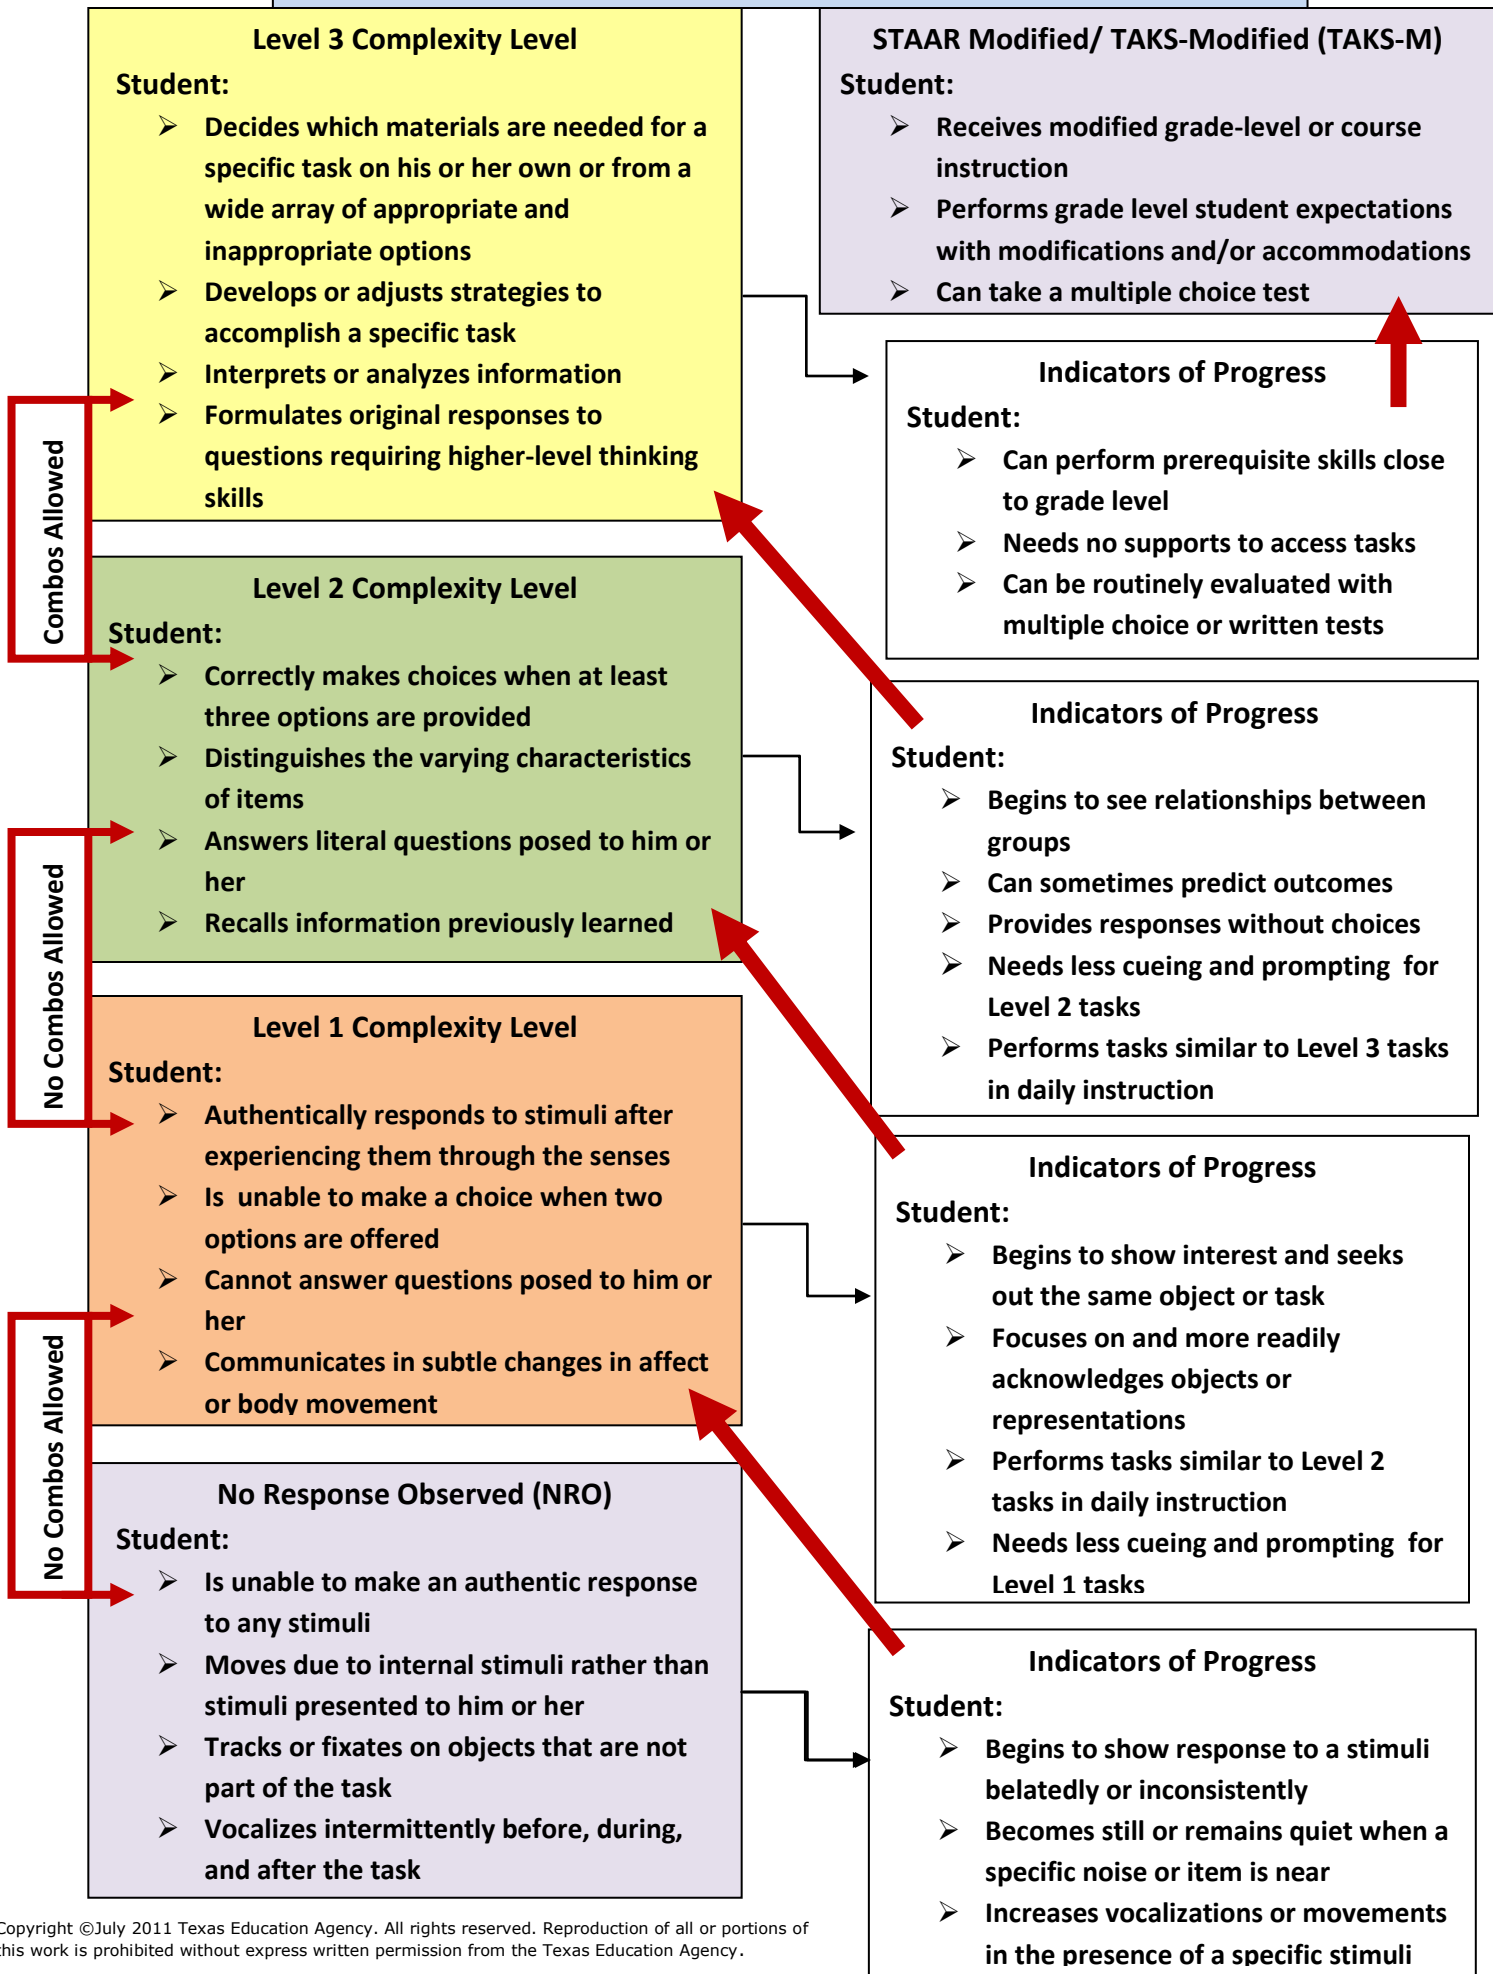 Level 3 Complexity Level
Student:
➢ Decides which materials are needed for a
specific task on his or her own or from a
wide array of appropriate and
inappropriate options
➢ Develops or adjusts strategies to
accomplish a specific task
➢ Interprets or analyzes information
➢ Formulates original responses to
questions requiring higher-level thinking
skills
STAAR Modified/ TAKS-Modified (TAKS-M)
Student:
➢ Receives modified grade-level or course
instruction
➢ Performs grade level student expectations
with modifications and/or accommodations
➢ Can take a multiple choice test
Indicators of Progress
Student:
➢ Can perform prerequisite skills close
to grade level
➢ Needs no supports to access tasks
➢ Can be routinely evaluated with
multiple choice or written tests
Combos Allowed
Level 2 Complexity Level
Student:
➢ Correctly makes choices when at least
three options are provided
➢ Distinguishes the varying characteristics
of items
➢ Answers literal questions posed to him or
her
➢ Recalls information previously learned
Indicators of Progress
Student:
➢ Begins to see relationships between
groups
➢ Can sometimes predict outcomes
➢ Provides responses without choices
➢ Needs less cueing and prompting for
Level 2 tasks
➢ Performs tasks similar to Level 3 tasks
in daily instruction
No Combos Allowed
Level 1 Complexity Level
Student:
➢ Authentically responds to stimuli after
experiencing them through the senses
➢ Is unable to make a choice when two
options are offered
➢ Cannot answer questions posed to him or
her
➢ Communicates in subtle changes in affect
or body movement
Indicators of Progress
Student:
➢ Begins to show interest and seeks
out the same object or task
➢ Focuses on and more readily
acknowledges objects or
representations
➢ Performs tasks similar to Level 2
tasks in daily instruction
➢ Needs less cueing and prompting for
Level 1 tasks
No Combos Allowed
No Response Observed (NRO)
Student:
➢ Is unable to make an authentic response
to any stimuli
➢ Moves due to internal stimuli rather than
stimuli presented to him or her
➢ Tracks or fixates on objects that are not
part of the task
➢ Vocalizes intermittently before, during,
and after the task
Indicators of Progress
Student:
➢ Begins to show response to a stimuli
belatedly or inconsistently
➢ Becomes still or remains quiet when a
specific noise or item is near
➢ Increases vocalizations or movements
in the presence of a specific stimuli
Copyright ©July 2011 Texas Education Agency. All rights reserved. Reproduction of all or portions of
this work is prohibited without express written permission from the Texas Education Agency.